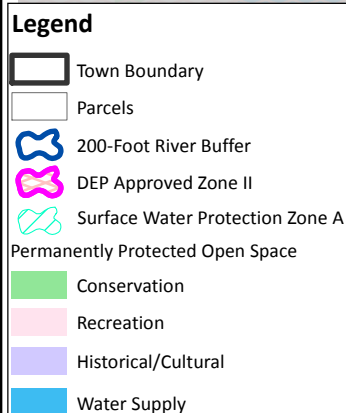 Legend
Town Boundary
Parcels
200-Foot River Buffer
DEP Approved Zone II
Surface Water Protection Zone A
Permanently Protected Open Space
Conservation
Recreation
Historical/Cultural
Water Supply